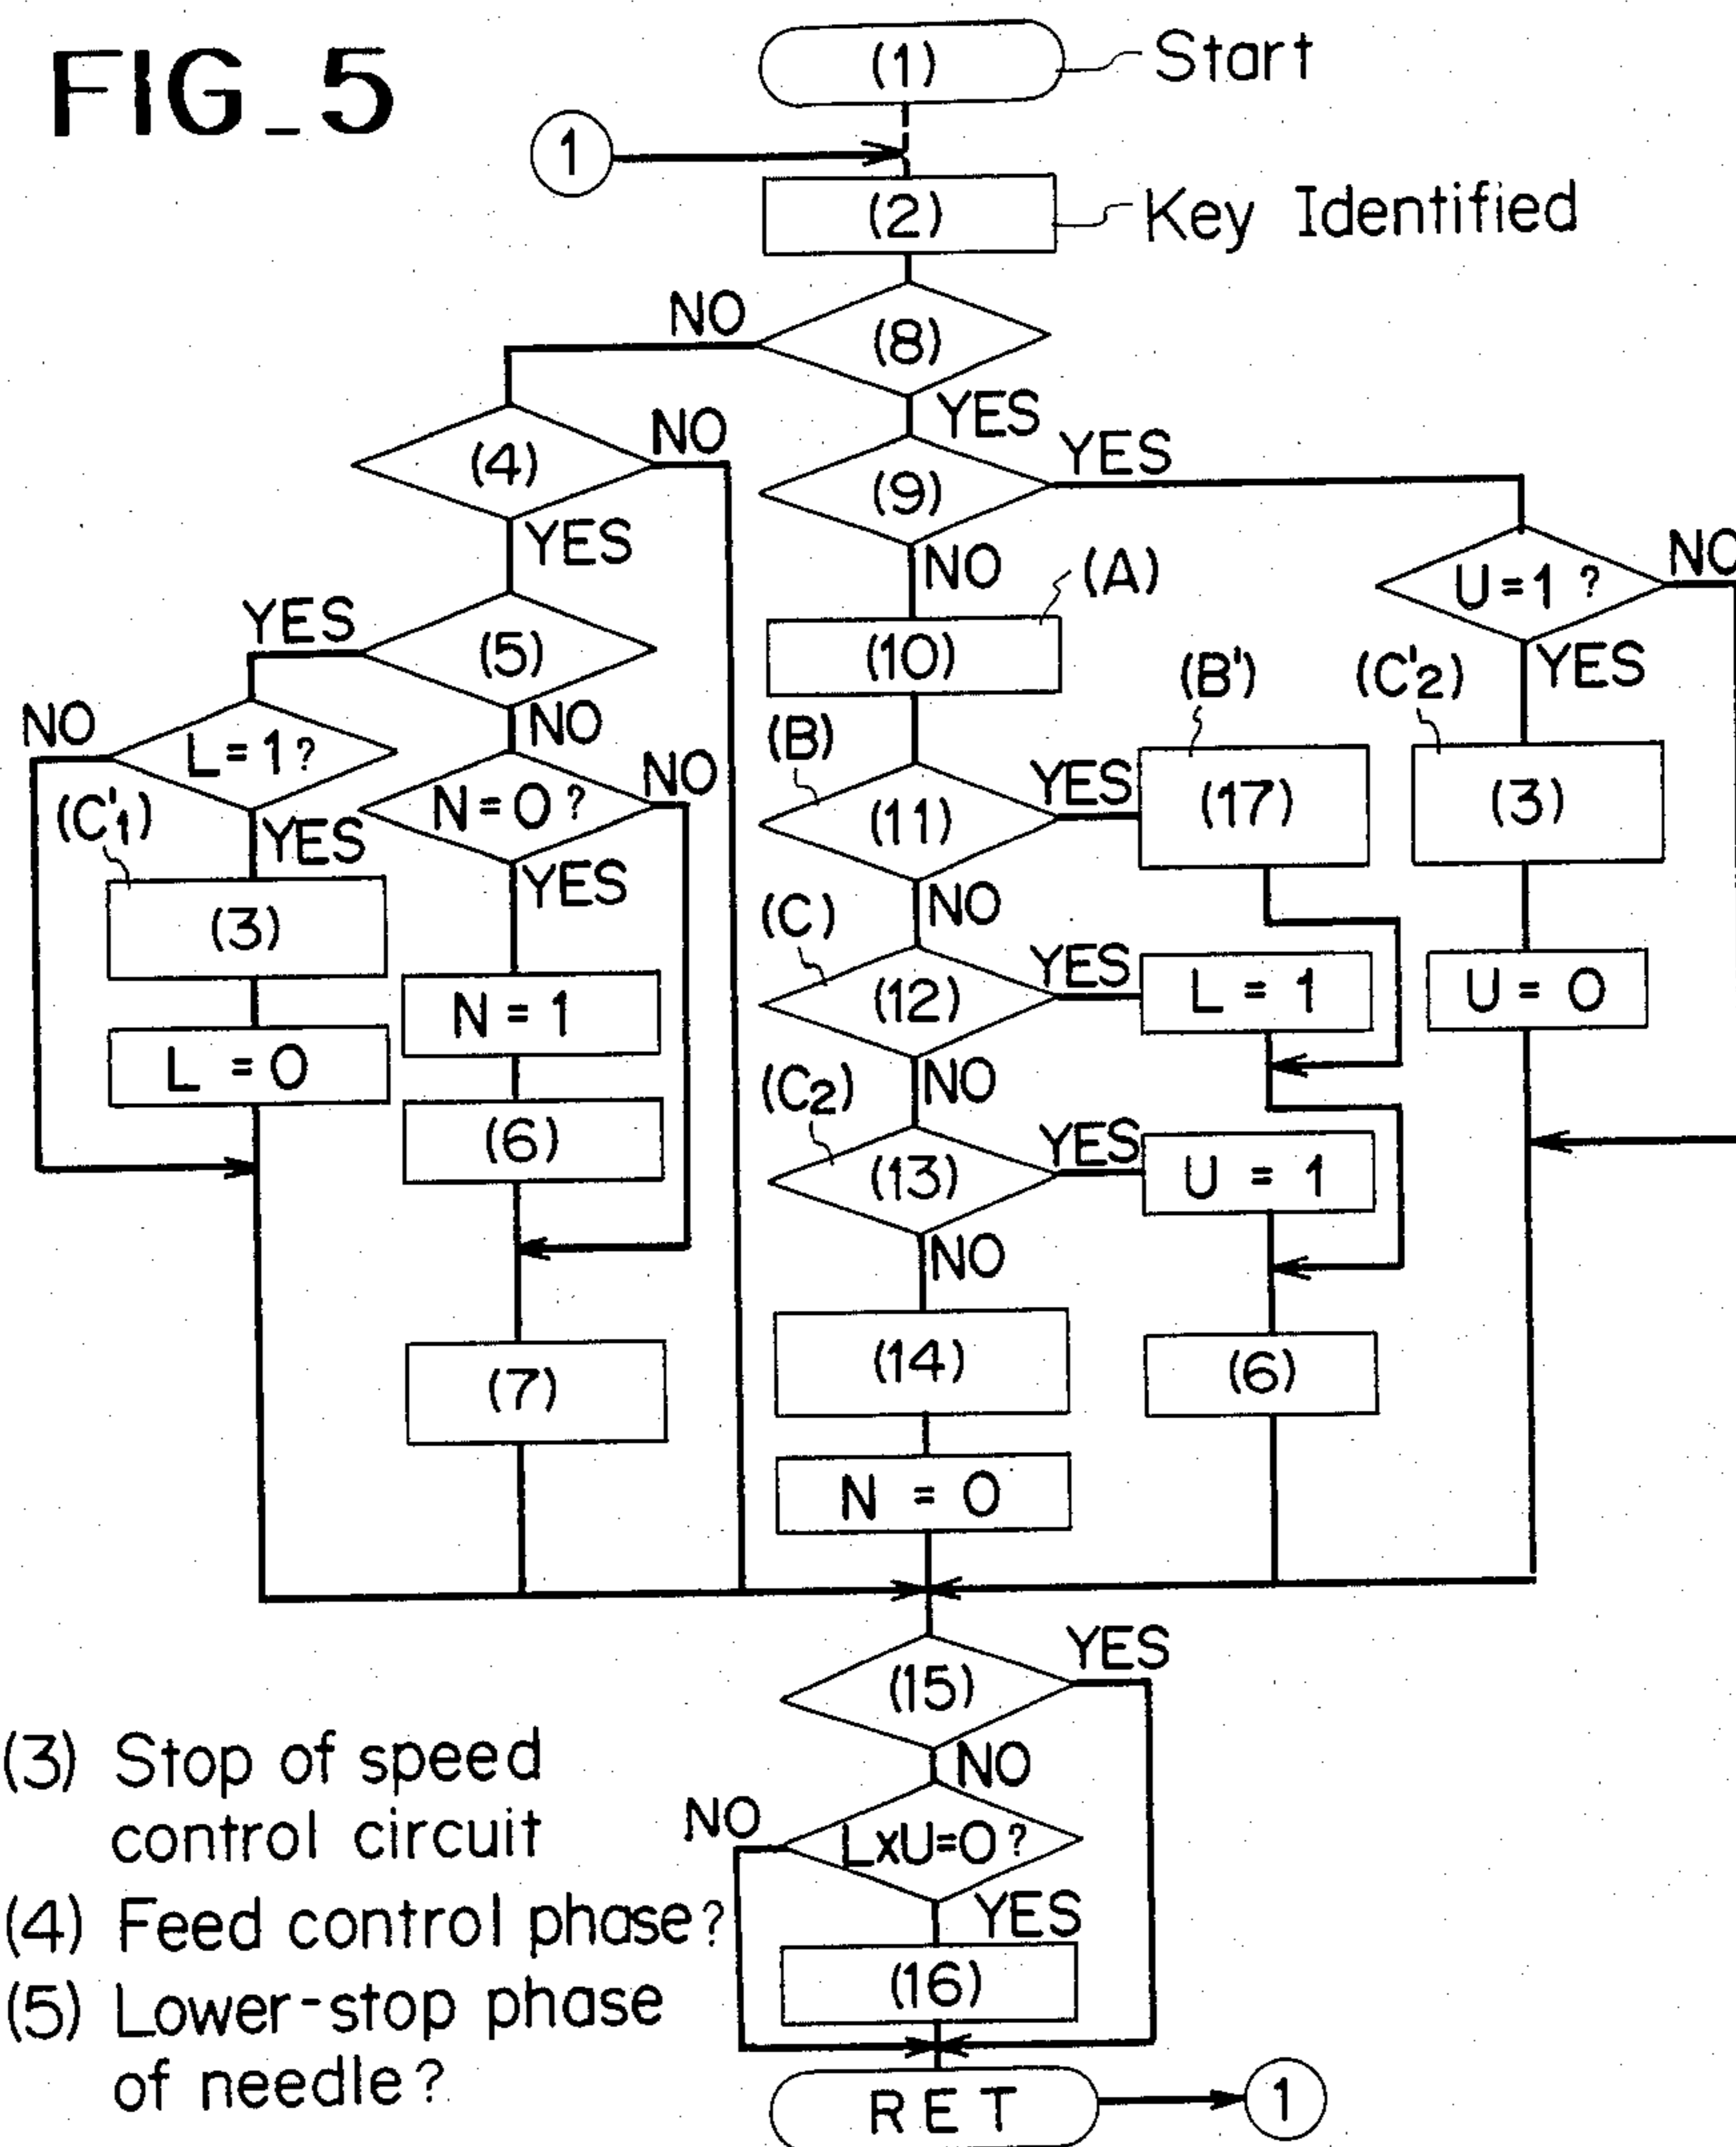 FIG_5
(1) Start
1
(2) Key Identified
NO (8)
YES
(4) NO
(9) YES
YES
NO (A)
U=1 ? NO
YES (5)
(10)
(B') (C'2) YES
NO L=1? NO
(B)
(C'1) YES
N=0 ? NO
(11) YES (17) (3)
YES
NO
(3)
(C)
(12) YES L = 1 U = 0
N = 1
L = 0
NO
(C2)
(6)
(13) YES U = 1
NO
(7)
(14) (6)
N = 0
(15) YES
NO
NO LxU=0 ?
YES
(16)
RET 1
(3) Stop of speed
control circuit
(4) Feed control phase?
(5) Lower-stop phase
of needle?